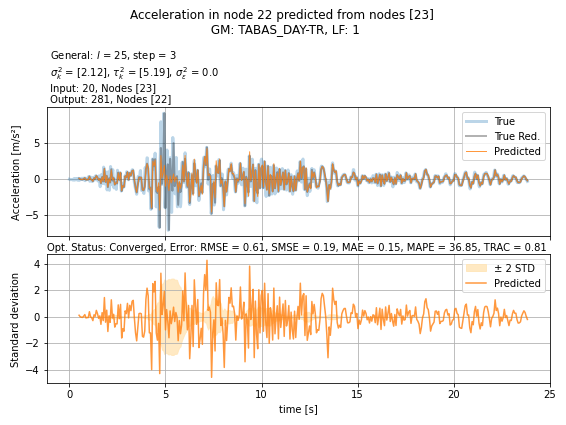 Acceleration in node 22 predicted from nodes [23]
GM: TABAS_DAY-TR, LF: 1
General: l = 25, step = 3
σ²ₖ = [2.12], τ²ₖ = [5.19], σ²ε = 0.0
Input: 20, Nodes [23]
Output: 281, Nodes [22]
Acceleration [m/s²]
5
0
−5
True
True Red.
Predicted
Opt. Status: Converged, Error: RMSE = 0.61, SMSE = 0.19, MAE = 0.15, MAPE = 36.85, TRAC = 0.81
Standard deviation
4
2
0
−2
−4
± 2 STD
Predicted
0 5 10 15 20 25
time [s]